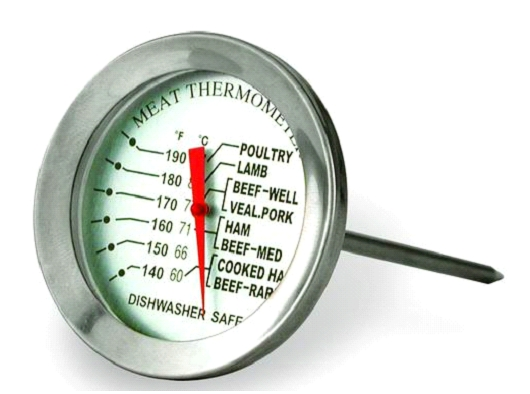 MEAT THERMOMETE
°F °C
190 POULTRY
180 8 LAMB
BEEF-WELL
170 7 VEAL.PORK
160 71 HAM
BEEF-MED
150 66
COOKED HA
140 60 BEEF-RAR
DISHWASHER SAFE